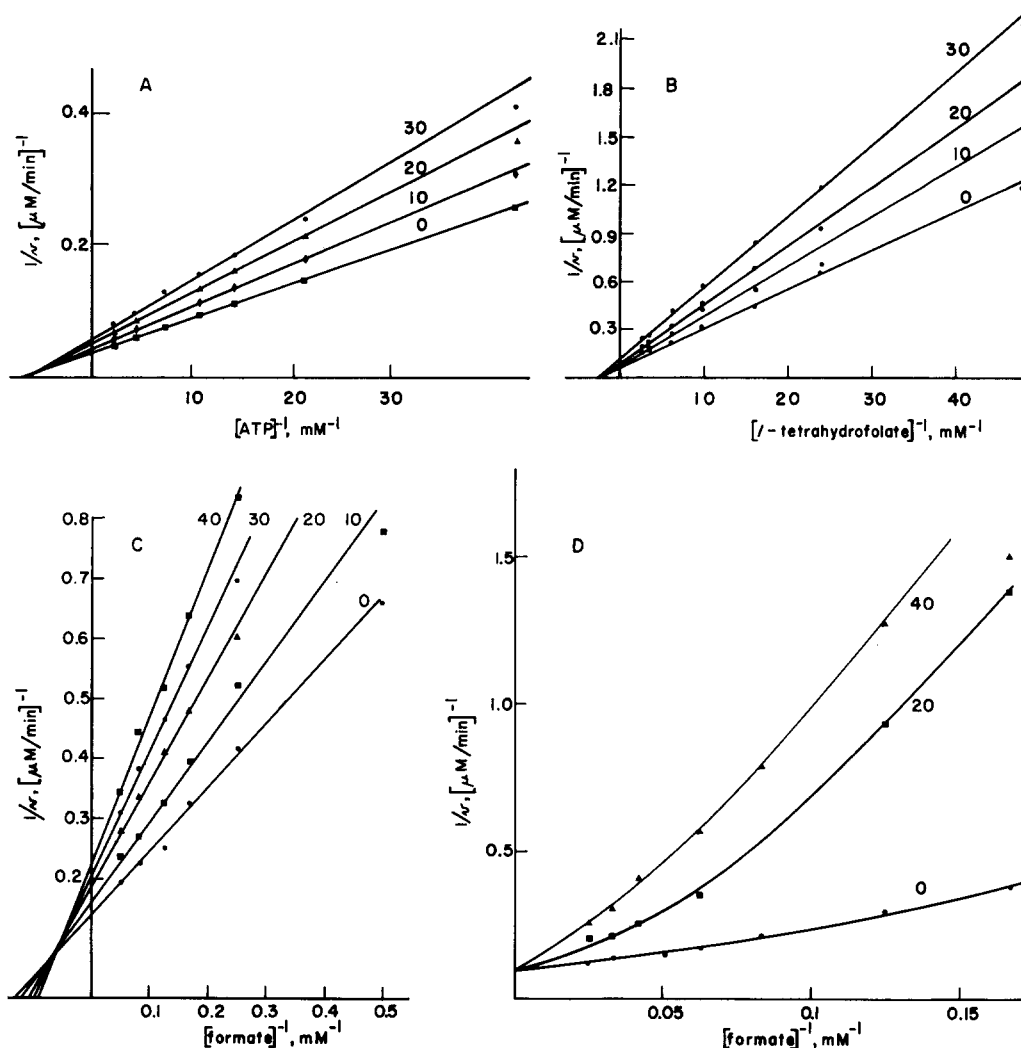 A
1/v, [μM/min]⁻¹
0.4
0.2
30
20
10
0
10 20 30
[ATP]⁻¹, mM⁻¹
B
1/v, [μM/min]⁻¹
2.1
1.8
1.5
1.2
0.9
0.6
0.3
30
20
10
0
10 20 30 40
[l-tetrahydrofolate]⁻¹, mM⁻¹
C
1/v, [μM/min]⁻¹
0.8
0.7
0.6
0.5
0.4
0.3
0.2
40 30 20 10
0
0.1 0.2 0.3 0.4 0.5
[formate]⁻¹, mM⁻¹
D
1/v, [μM/min]⁻¹
1.5
1.0
0.5
40
20
0
0.05 0.1 0.15
[formate]⁻¹, mM⁻¹